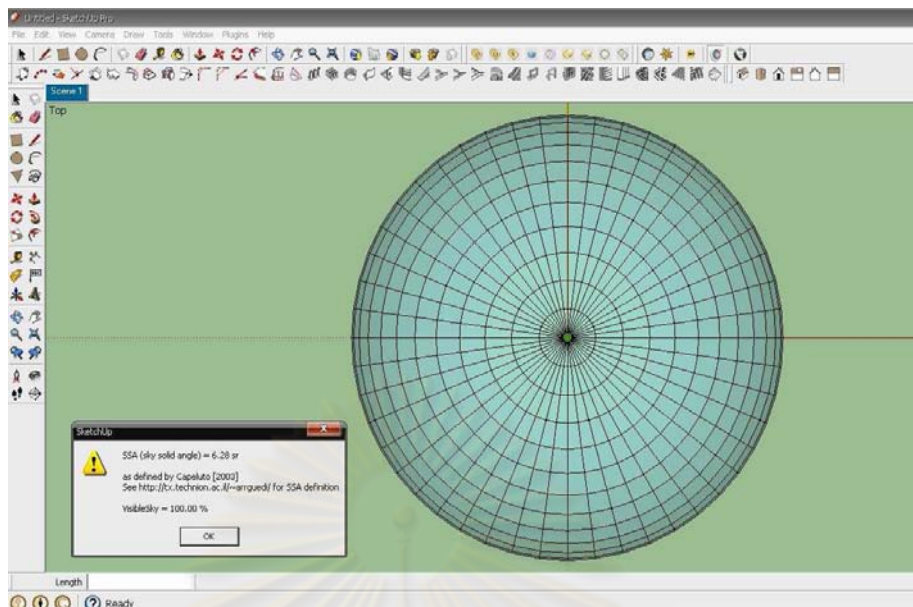 Untitled - SketchUp Pro
File Edit View Camera Draw Tools Window Plugins Help
Scene 1
Top
SketchUp
SSA (sky solid angle) = 6.28 sr
as defined by Capeluto [2003]
See http://tx.technion.ac.il/~arrguedi/ for SSA definition
VisibleSky = 100.00 %
OK
Length
Ready